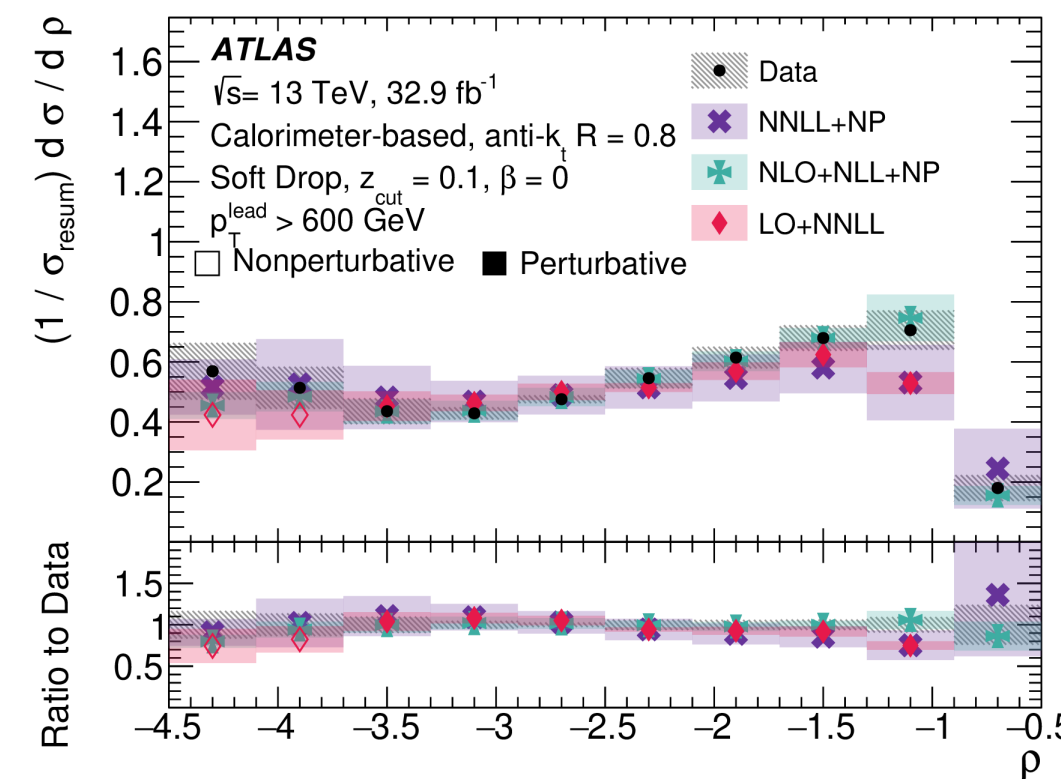 (1 / σresum) d σ / d ρ
1.6
1.4
1.2
1
0.8
0.6
0.4
0.2
ATLAS
√s= 13 TeV, 32.9 fb⁻¹
Calorimeter-based, anti-kt R = 0.8
Soft Drop, zcut = 0.1, β = 0
pTlead > 600 GeV
Nonperturbative Perturbative
Data
NNLL+NP
NLO+NLL+NP
LO+NNLL
Ratio to Data
1.5
1
0.5
−4.5 −4 −3.5 −3 −2.5 −2 −1.5 −1 −0.5
ρ